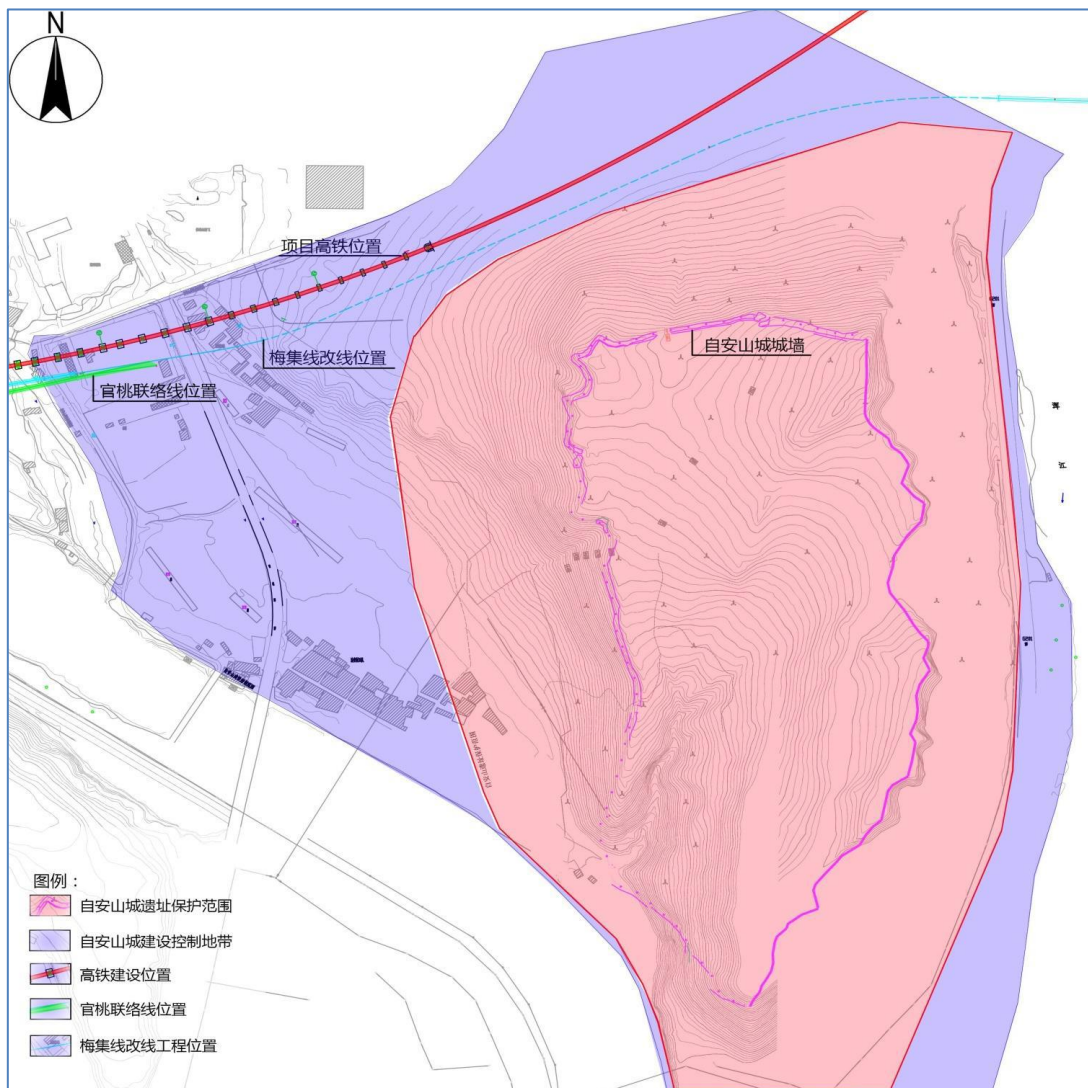 N
项目高铁位置
自安山城城墙
梅集线改线位置
官桃联络线位置
图例：
自安山城遗址保护范围
自安山城建设控制地带
高铁建设位置
官桃联络线位置
梅集线改线工程位置